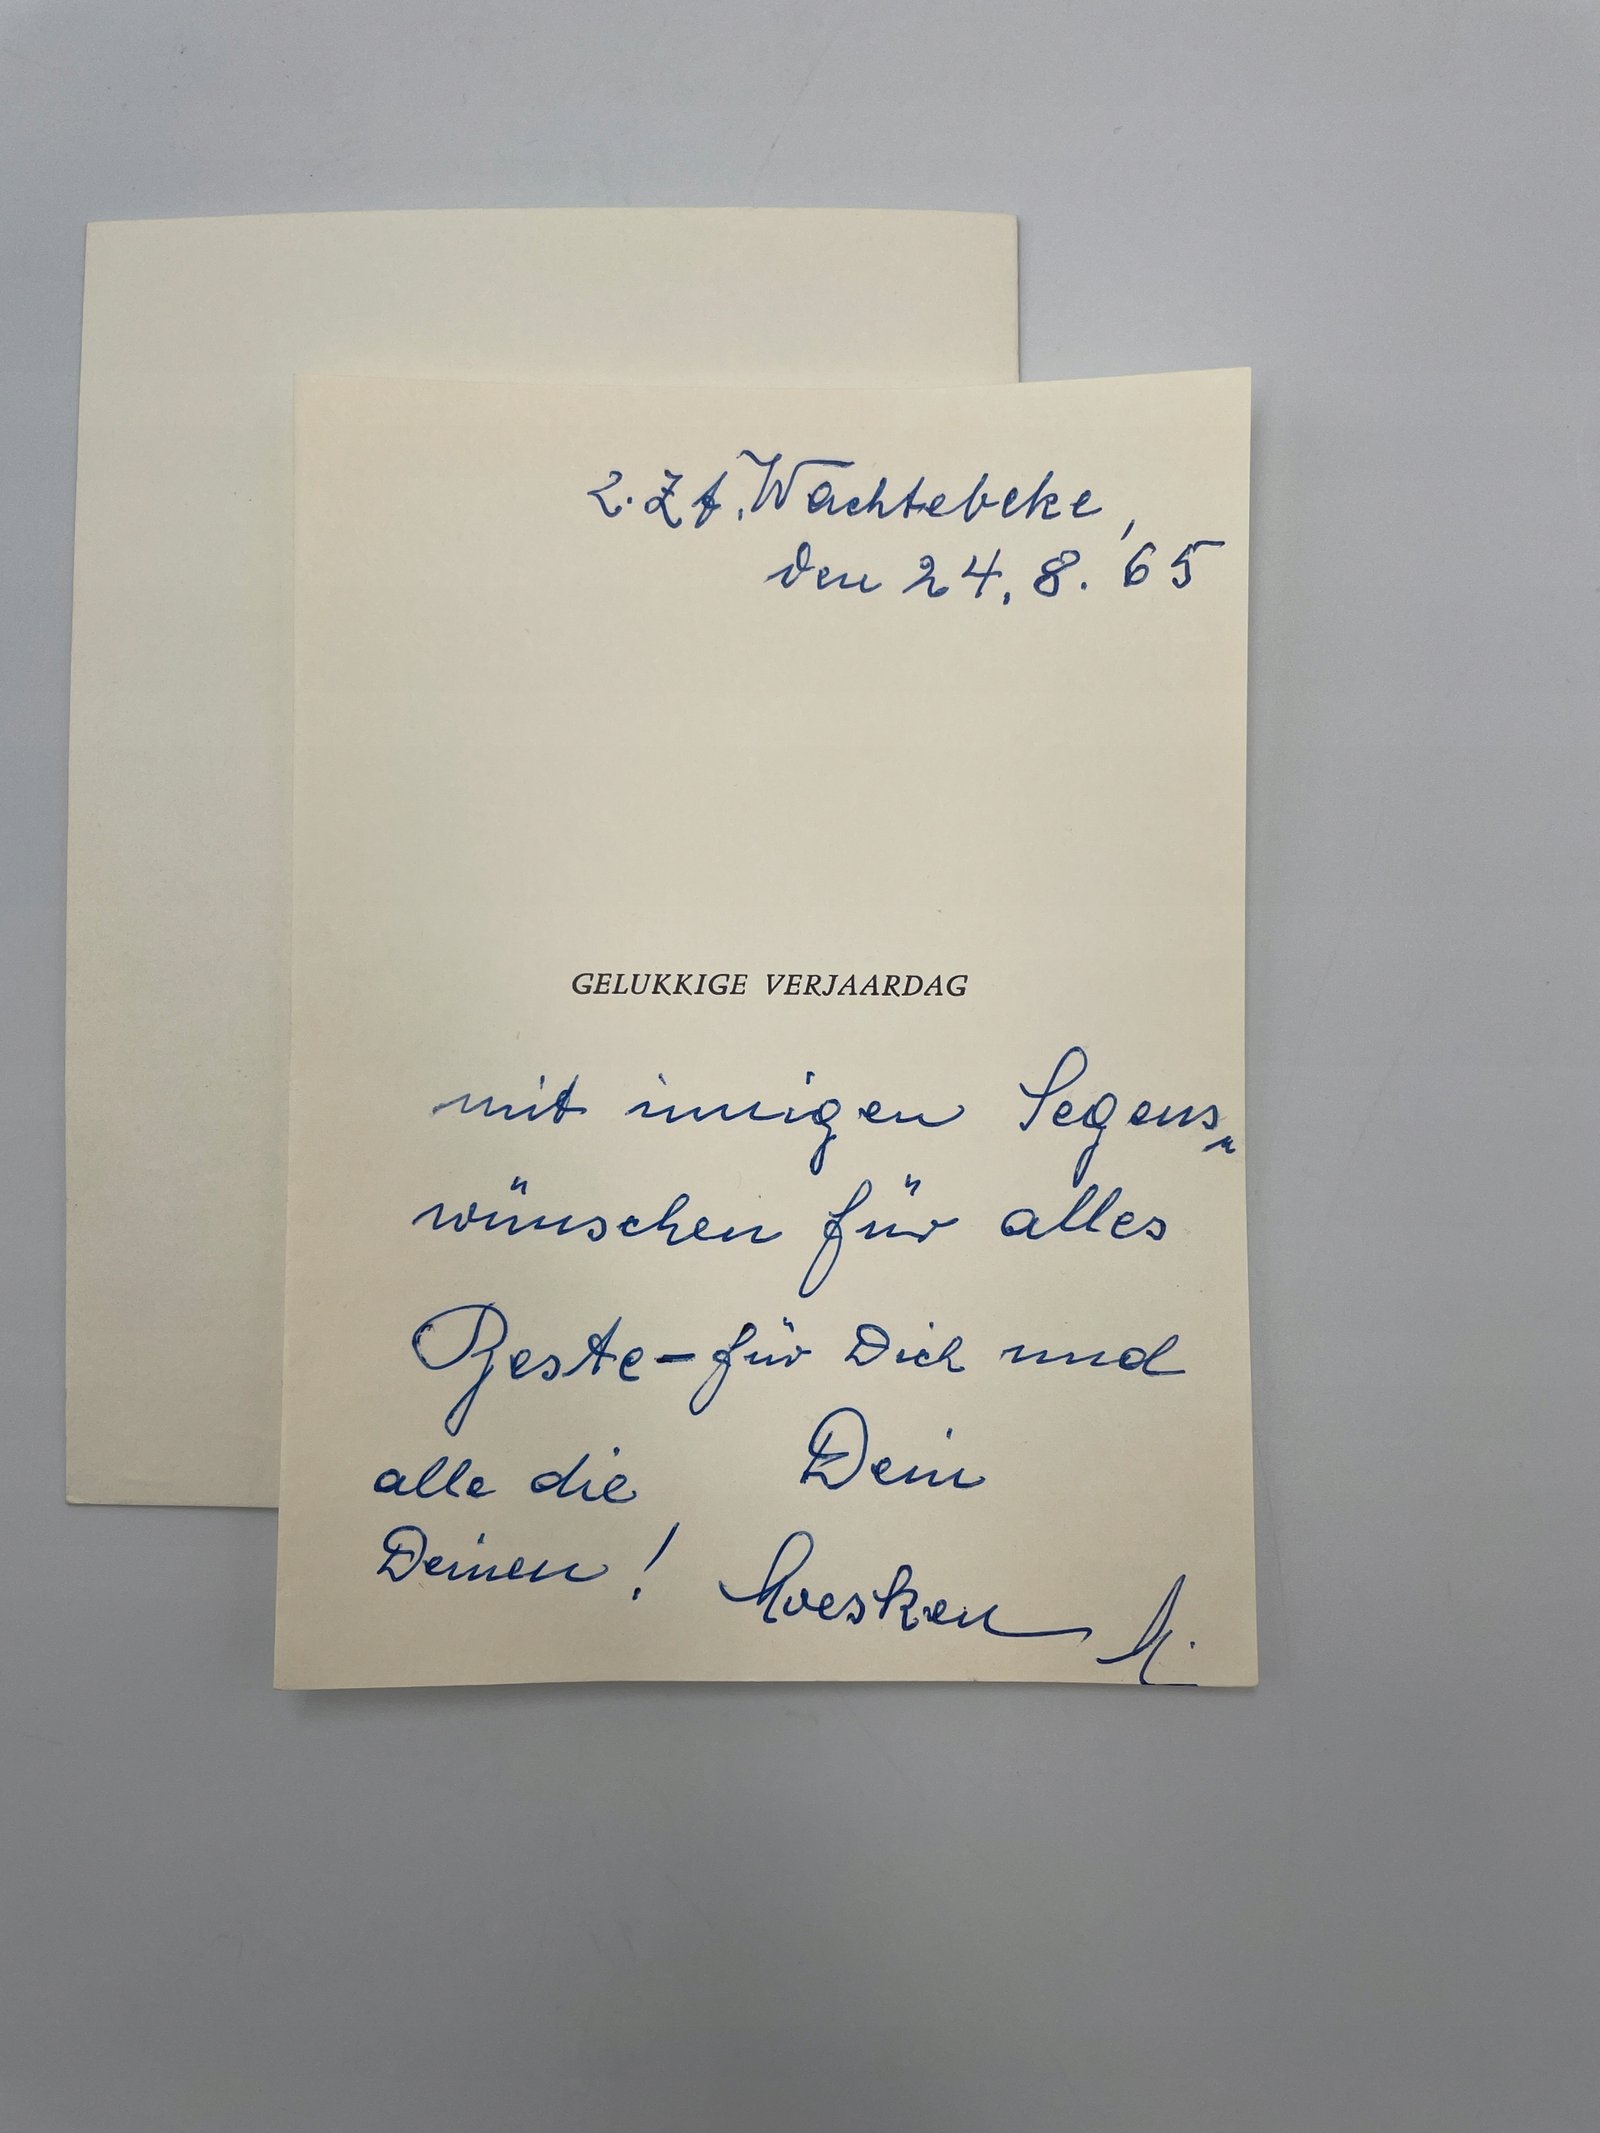 z. Zt. Wachtebeke,
den 24.8.'65
GELUKKIGE VERJAARDAG
mit innigen Segens-
wünschen für alles
Beste – für Dich und
alle die Dein
Deinen! Moesken